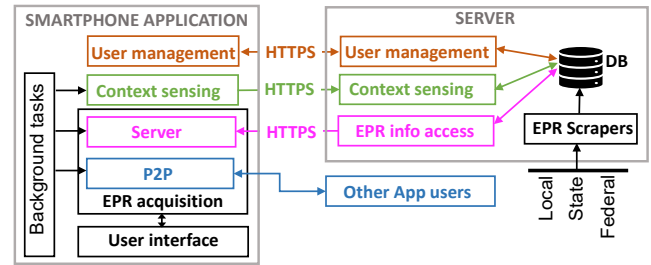 SMARTPHONE APPLICATION
SERVER
User management
HTTPS
User management
DB
Context sensing
HTTPS
Context sensing
Background tasks
Server
HTTPS
EPR info access
EPR Scrapers
P2P
Other App users
EPR acquisition
User interface
Local
State
Federal